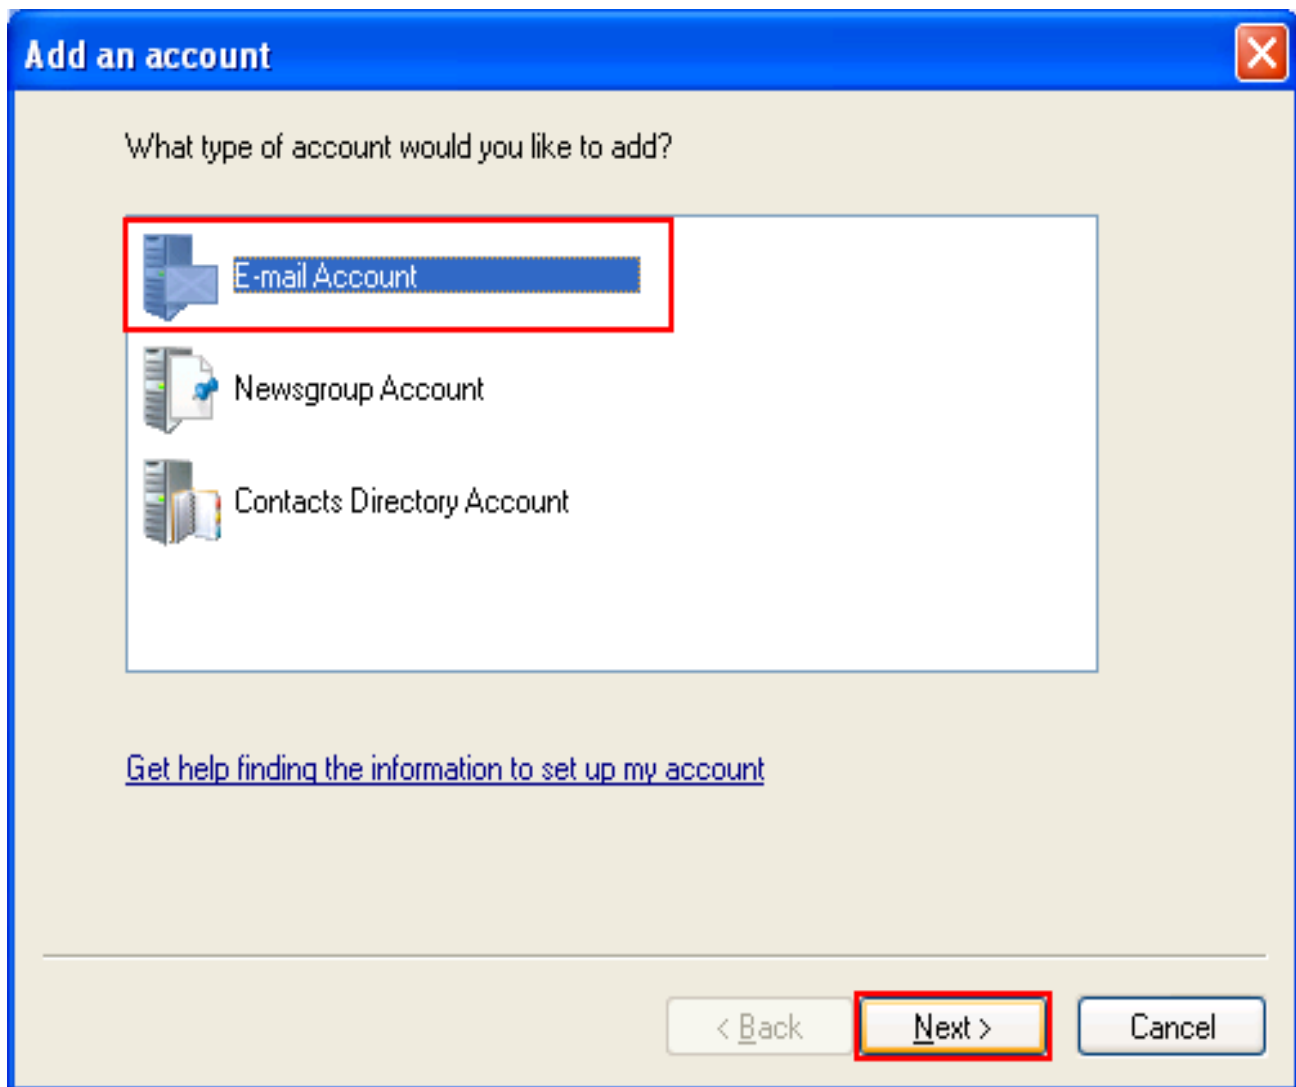 Add an account
What type of account would you like to add?
E-mail Account
Newsgroup Account
Contacts Directory Account
Get help finding the information to set up my account
< Back
Next >
Cancel